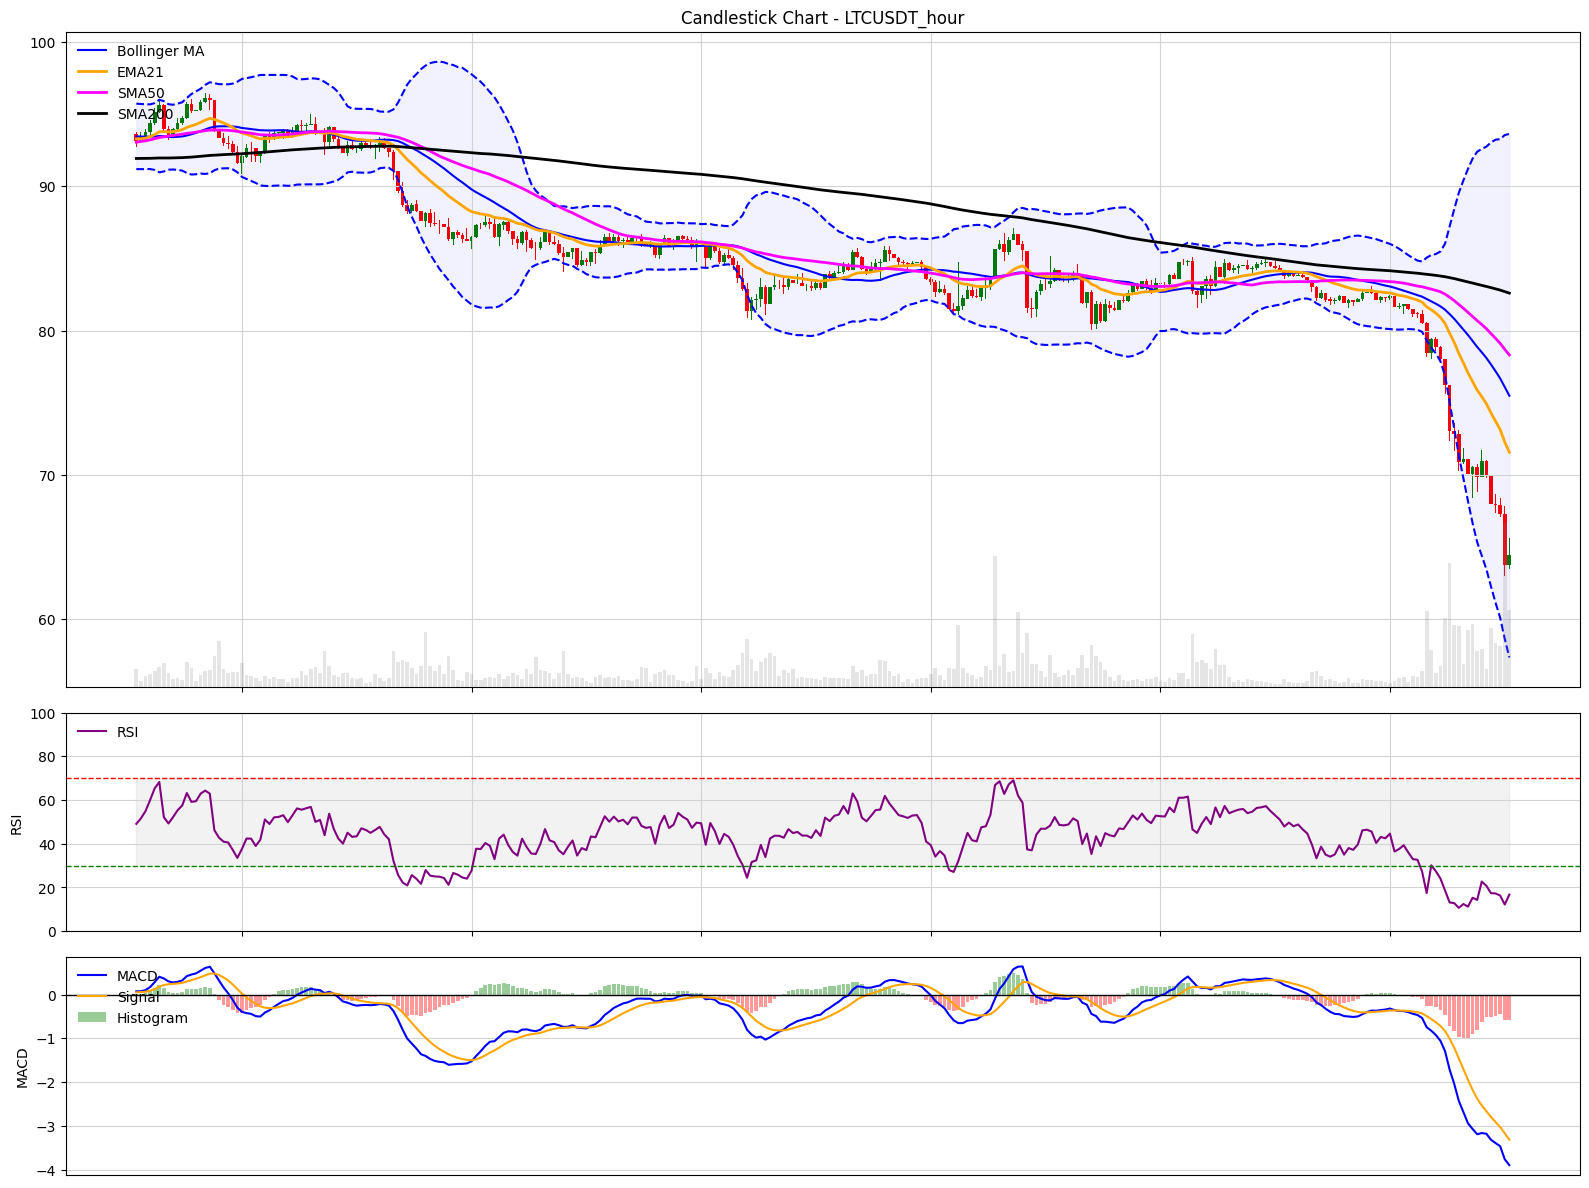 Candlestick Chart - LTCUSDT_hour
100
90
80
70
60
Bollinger MA
EMA21
SMA50
SMA200
100
80
60
40
20
0
RSI
RSI
0
−1
−2
−3
−4
MACD
MACD
Signal
Histogram